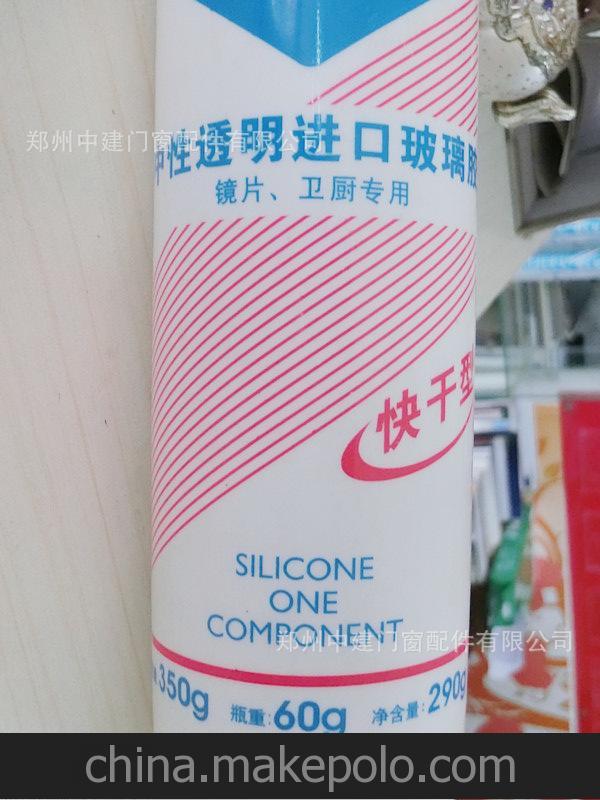 郑州中建门窗配件有限公司
中性透明进口玻璃胶
镜片、卫厨专用
快干型
SILICONE
ONE
COMPONENT
郑州中建门窗配件有限公司
350g 瓶重:60g 净含量:290g
china.makepolo.com